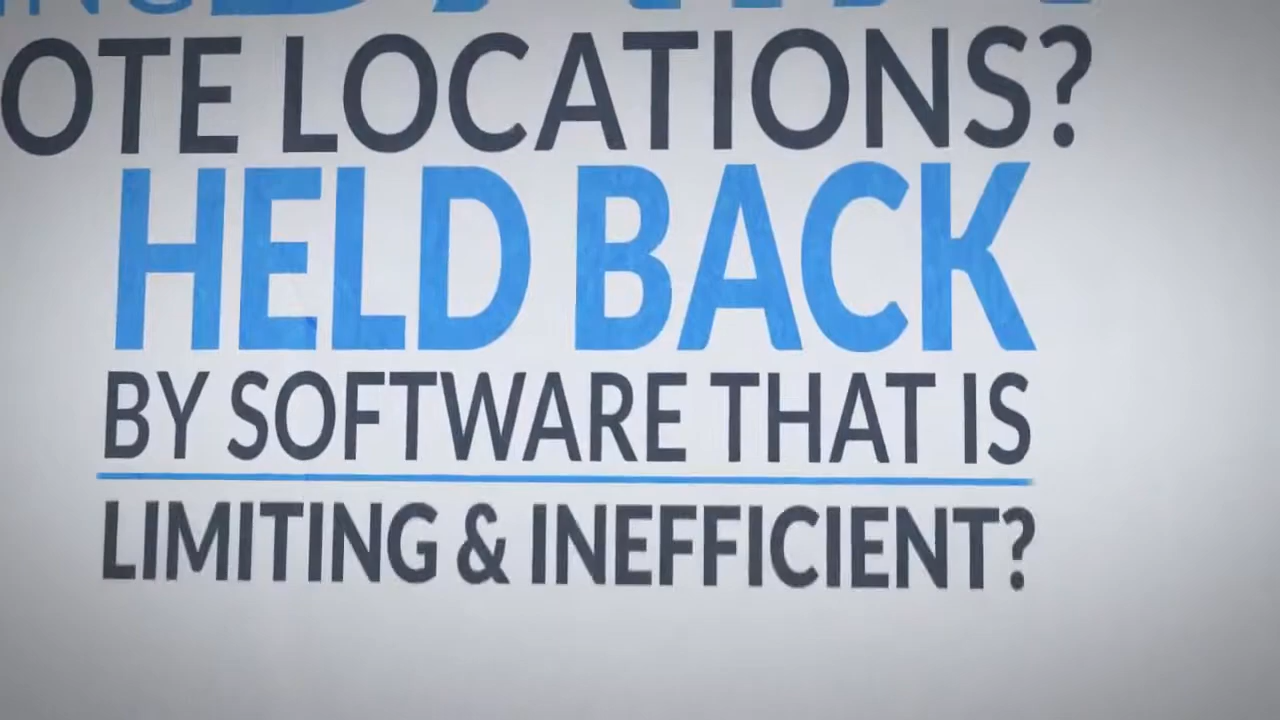 OTE LOCATIONS?
HELD BACK
BY SOFTWARE THAT IS
LIMITING & INEFFICIENT?